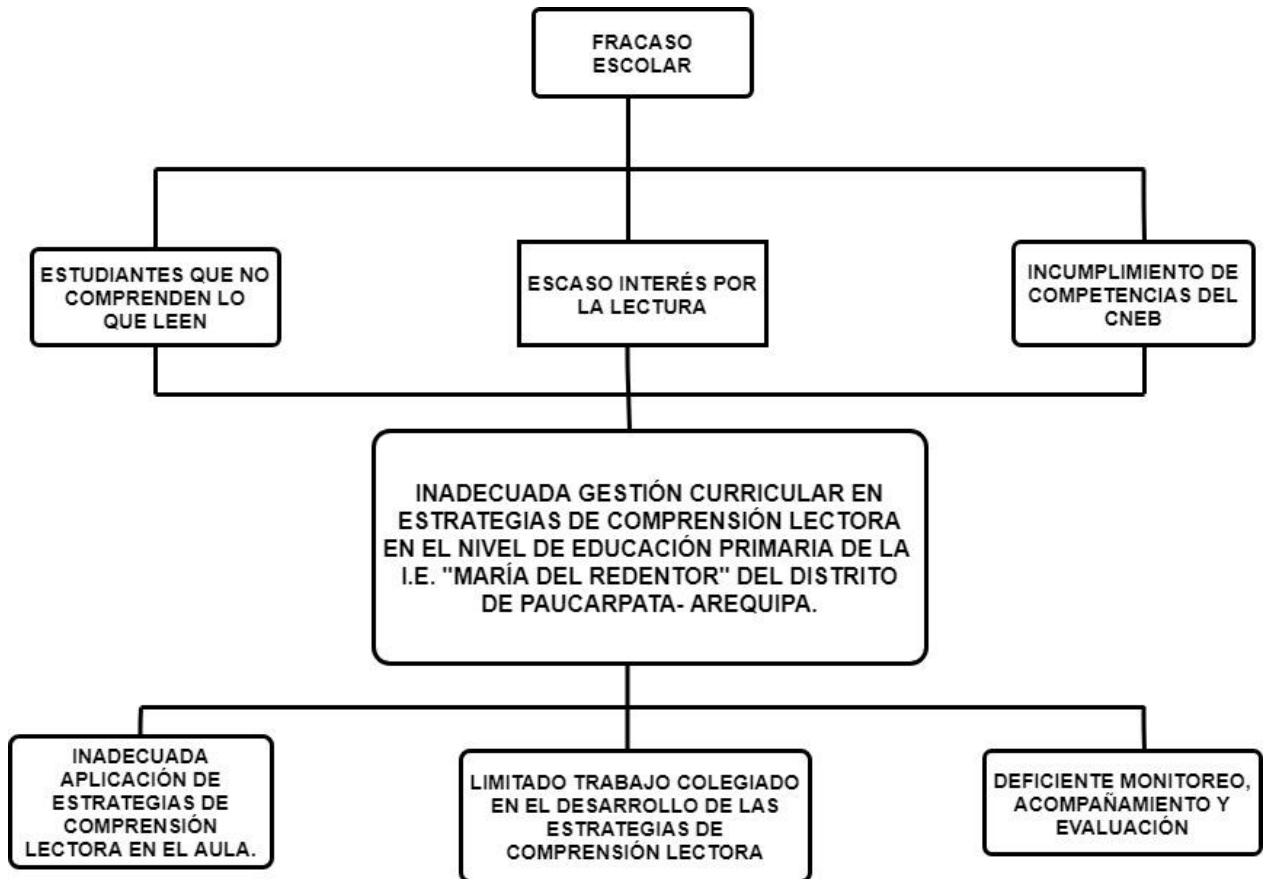 FRACASO
ESCOLAR
ESTUDIANTES QUE NO
COMPRENDEN LO
QUE LEEN
ESCASO INTERÉS POR
LA LECTURA
INCUMPLIMIENTO DE
COMPETENCIAS DEL
CNEB
INADECUADA GESTIÓN CURRICULAR EN
ESTRATEGIAS DE COMPRENSIÓN LECTORA
EN EL NIVEL DE EDUCACIÓN PRIMARIA DE LA
I.E. "MARÍA DEL REDENTOR" DEL DISTRITO
DE PAUCARPATA- AREQUIPA.
INADECUADA
APLICACIÓN DE
ESTRATEGIAS DE
COMPRENSIÓN
LECTORA EN EL AULA.
LIMITADO TRABAJO COLEGIADO
EN EL DESARROLLO DE LAS
ESTRATEGIAS DE
COMPRENSIÓN LECTORA
DEFICIENTE MONITOREO,
ACOMPAÑAMIENTO Y
EVALUACIÓN